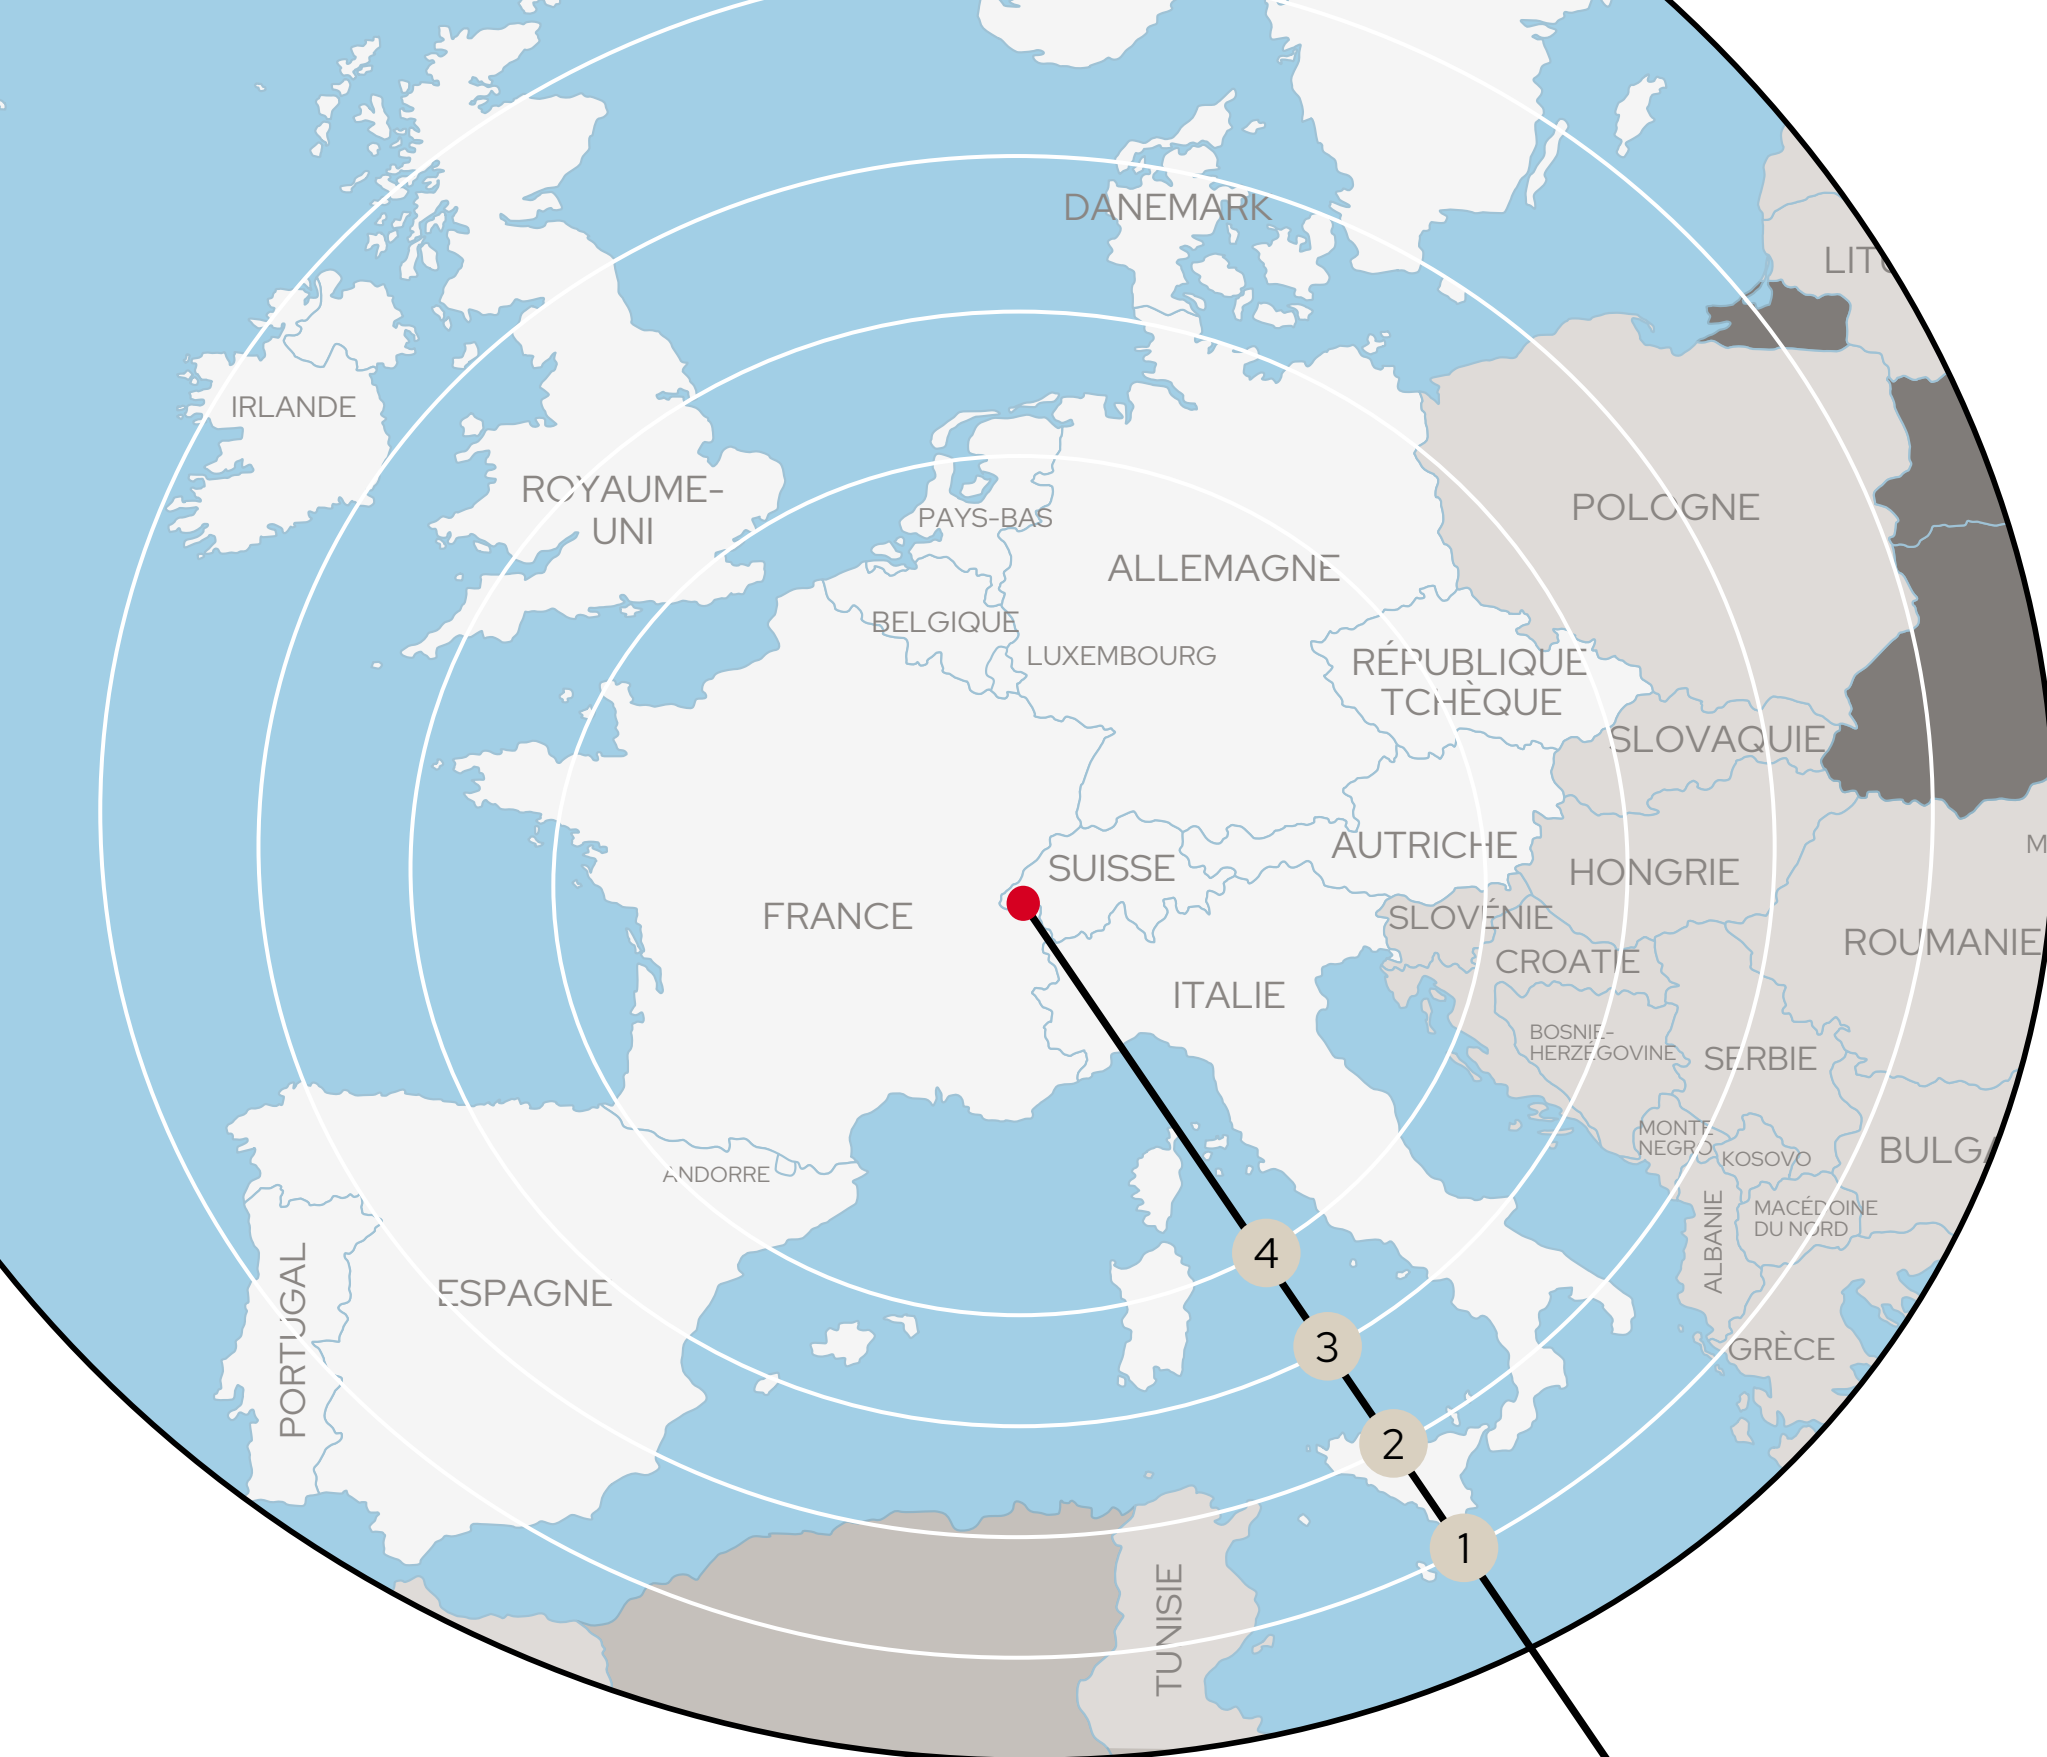 DANEMARK
LITU
IRLANDE
ROYAUME-
UNI
PAYS-BAS
POLOGNE
ALLEMAGNE
BELGIQUE
LUXEMBOURG
RÉPUBLIQUE
TCHÈQUE
SLOVAQUIE
AUTRICHE
M
SUISSE
HONGRIE
FRANCE
SLOVÉNIE
ROUMANIE
CROATIE
ITALIE
BOSNIE-
HERZÉGOVINE
SERBIE
MONTE
NEGRO
KOSOVO
BULGA
ANDORRE
ALBANIE
MACÉDOINE
DU NORD
4
PORTUGAL
ESPAGNE
3
GRÈCE
2
1
TUNISIE